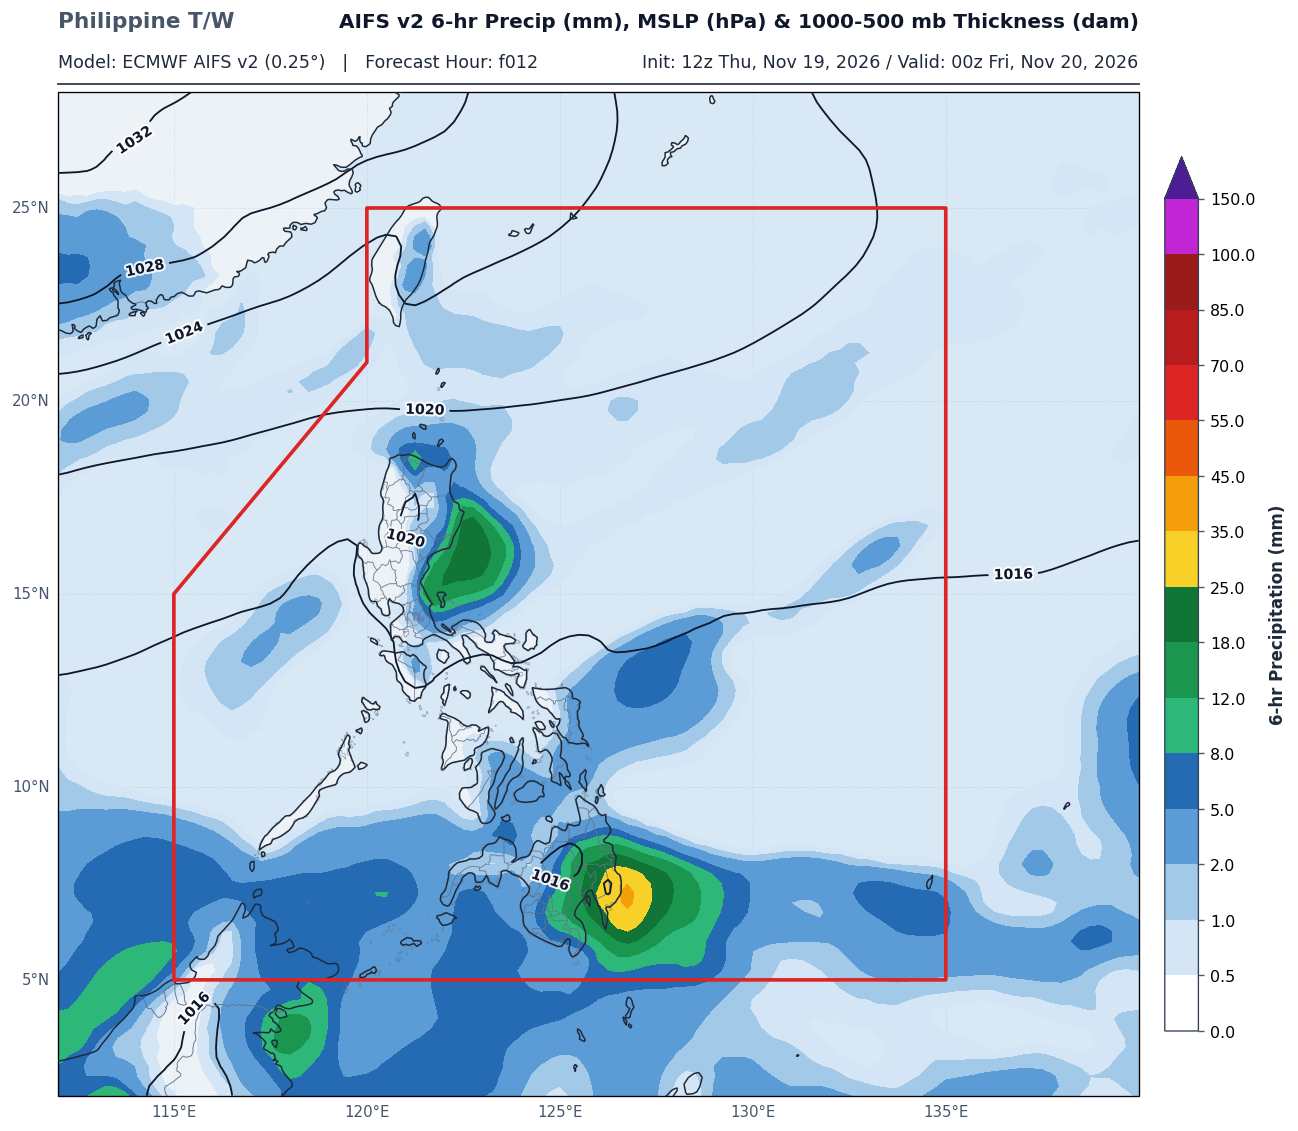 Philippine T/W
AIFS v2 6-hr Precip (mm), MSLP (hPa) & 1000-500 mb Thickness (dam)
Model: ECMWF AIFS v2 (0.25°) | Forecast Hour: f012
Init: 12z Thu, Nov 19, 2026 / Valid: 00z Fri, Nov 20, 2026
1032
1028
1024
1020
1020
1016
1016
1016
25°N
20°N
15°N
10°N
5°N
115°E
120°E
125°E
130°E
135°E
150.0
100.0
85.0
70.0
55.0
45.0
35.0
25.0
18.0
12.0
8.0
5.0
2.0
1.0
0.5
0.0
6-hr Precipitation (mm)